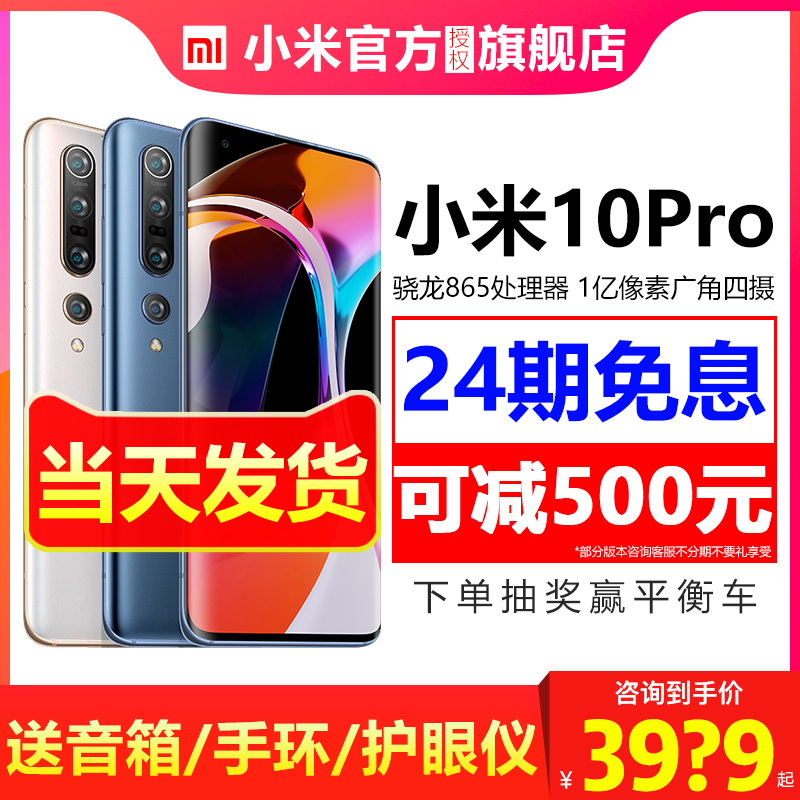 小米官方授权旗舰店
小米10Pro
骁龙865处理器 1亿像素广角四摄
24期免息
可减500元
*部分版本咨询客服不分期不要礼享受
下单抽奖赢平衡车
当天发货
送音箱/手环/护眼仪
咨询到手价
¥39?9起